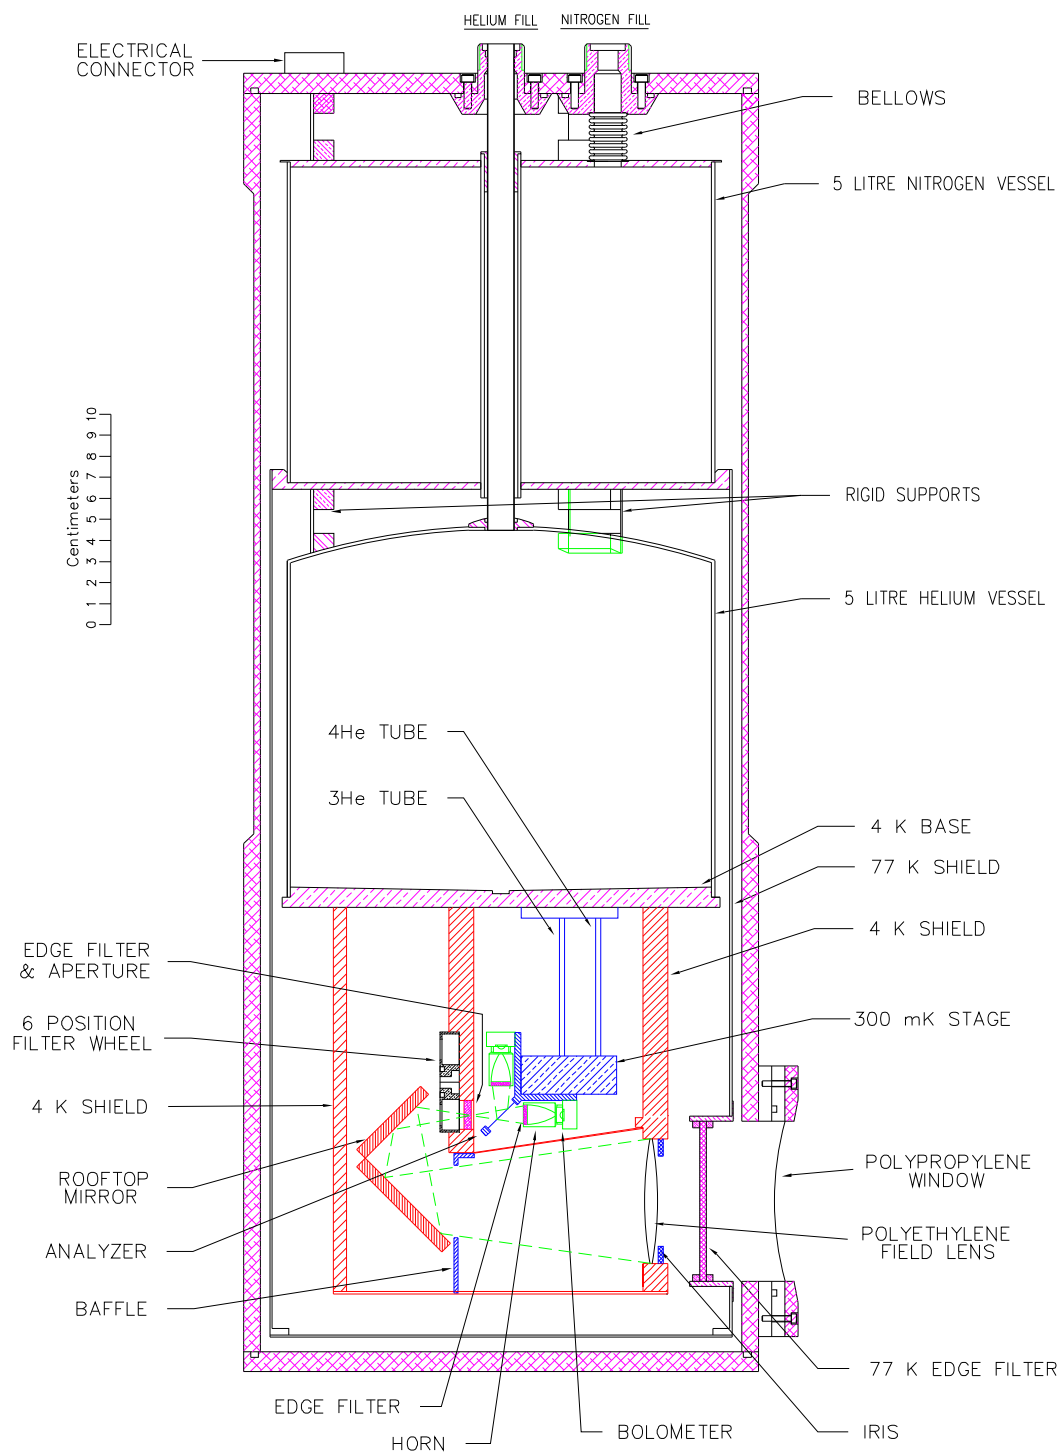 HELIUM FILL
NITROGEN FILL
ELECTRICAL
CONNECTOR
BELLOWS
5 LITRE NITROGEN VESSEL
10
9
8
7
6
5
4
3
2
1
0
Centimeters
RIGID SUPPORTS
5 LITRE HELIUM VESSEL
4He TUBE
3He TUBE
4 K BASE
77 K SHIELD
4 K SHIELD
EDGE FILTER
& APERTURE
6 POSITION
FILTER WHEEL
300 mK STAGE
4 K SHIELD
ROOFTOP
MIRROR
POLYPROPYLENE
WINDOW
ANALYZER
POLYETHYLENE
FIELD LENS
BAFFLE
77 K EDGE FILTER
EDGE FILTER
HORN
BOLOMETER
IRIS